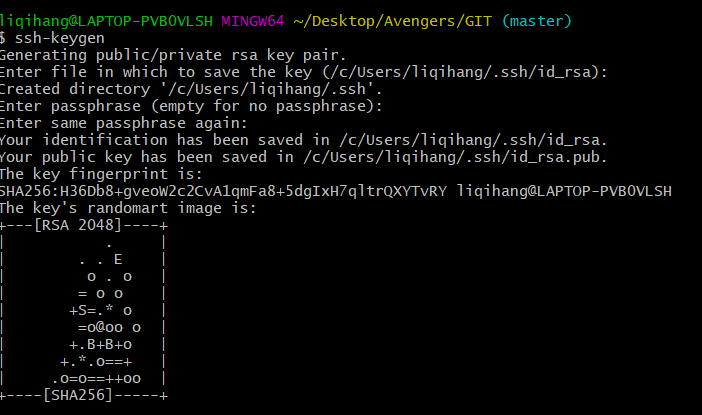 liqihang@LAPTOP-PVB0VLSH MINGW64 ~/Desktop/Avengers/GIT (master)
$ ssh-keygen
Generating public/private rsa key pair.
Enter file in which to save the key (/c/Users/liqihang/.ssh/id_rsa):
Created directory '/c/Users/liqihang/.ssh'.
Enter passphrase (empty for no passphrase):
Enter same passphrase again:
Your identification has been saved in /c/Users/liqihang/.ssh/id_rsa.
Your public key has been saved in /c/Users/liqihang/.ssh/id_rsa.pub.
The key fingerprint is:
SHA256:H36Db8+gveoW2c2CvA1qmFa8+5dgIxH7qltrQXYTvRY liqihang@LAPTOP-PVB0VLSH
The key's randomart image is:
+---[RSA 2048]----+
|           .     |
|        . . E    |
|         o . o   |
|        = o o    |
|       +S=.* o   |
|        =o@oo o  |
|       +.B+B+o   |
|      +.*.o==+   |
|     .o=o==++oo  |
+----[SHA256]-----+